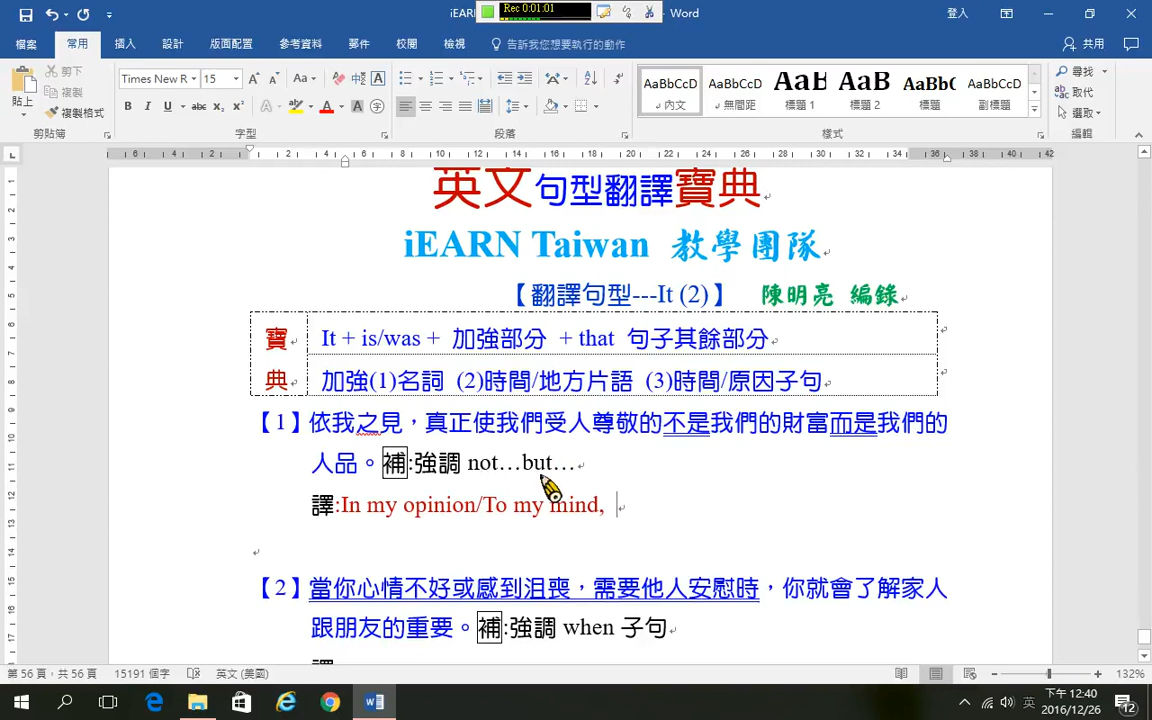 iEARN
Rec 0:01:01
- Word
登入
檔案
常用
插入
設計
版面配置
參考資料
郵件
校閱
檢視
告訴我您想要執行的動作
共用
貼上
剪下
複製
複製格式
剪貼簿
Times New R
15
字型
段落
AaBbCcD
內文
AaBbCcD
無間距
AaB
標題 1
AaB
標題 2
AaBb(
標題
AaBbCcD
副標題
樣式
尋找
取代
選取
編輯
英文句型翻譯寶典
iEARN Taiwan 教學團隊
【翻譯句型---It (2)】 陳明亮 編錄
寶 It + is/was + 加強部分 + that 句子其餘部分
典 加強(1)名詞 (2)時間/地方片語 (3)時間/原因子句
【1】依我之見，真正使我們受人尊敬的不是我們的財富而是我們的
人品。補:強調 not…but…
譯:In my opinion/To my mind,
【2】當你心情不好或感到沮喪，需要他人安慰時，你就會了解家人
跟朋友的重要。補:強調 when 子句
第 56 頁，共 56 頁
15191 個字
英文 (美國)
132%
英
下午 12:40
2016/12/26
12